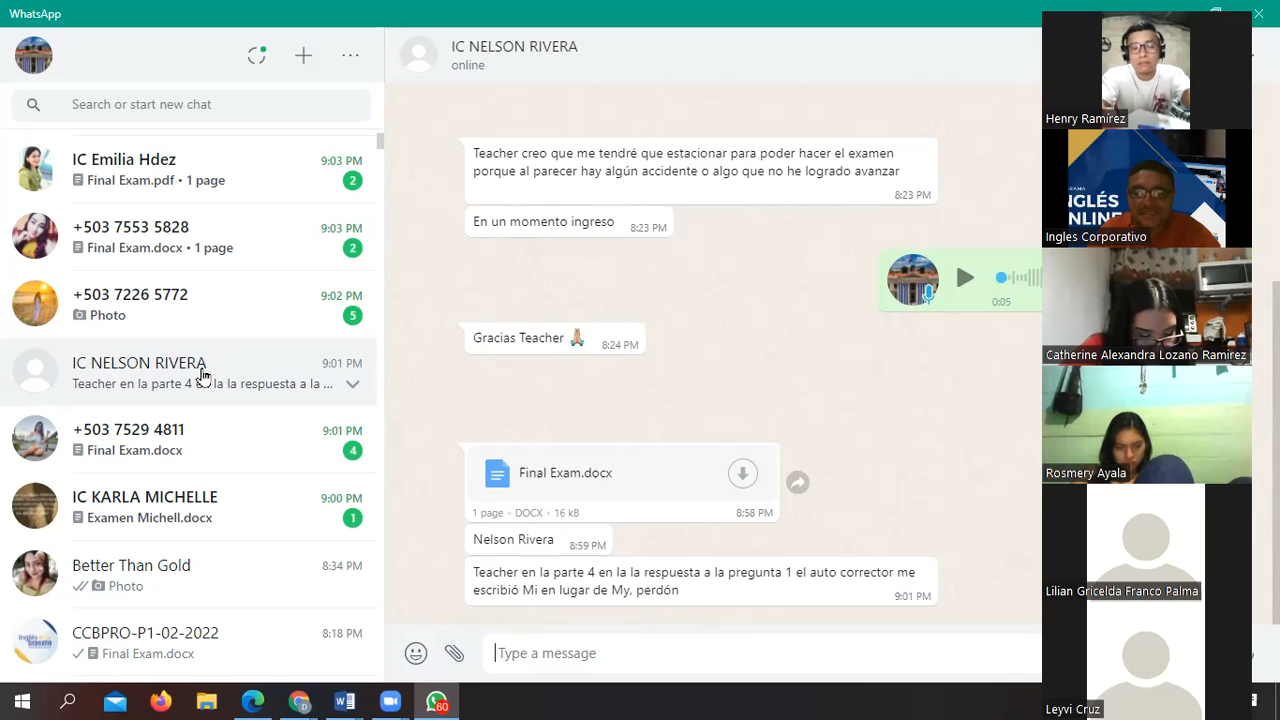 WhatsApp
Search or start new chat
IC Emilia Hdez 9:03 PM
Final Exam.pdf • 1 page 2
+503 7553 5828 9:03 PM
Final Exam.docx • 1 page 2
+503 7226 5772 9:02 PM
Photo 5
IC NELSON RIVERA 9:01 PM
Teacher en la parte 4 la la respuesta a la ...
+503 7529 4811 9:01 PM
Final Exam.docx 4
IC KARLA MICHELLE 9:00 PM
Examen Michell.docx 1
Better Than Gold 8:34 PM
Photo
CCBPRO-P1-02-2022 8:18 PM
Final Exam.docx
IC NELSON RIVERA
online
Teacher creo que me tendré que estacionar para poder hacer el examen
porque al parecer hay algún accidente o algo que no he logrado avanzar
8:23 PM
En un momento ingreso 8:23 PM
0:05
Gracias Teacher 8:24 PM
Final Exam.docx
1 page • DOCX • 16 kB 8:58 PM
Nelson Rivera 8:59 PM
Teacher en la parte 4 en la la respuesta a la pregunta 1 el auto corrector me
escribió Mi en lugar de My, perdón 9:01 PM
Type a message
60
Henry Ramírez
INGLÉS
ONLINE
Ingles Corporativo
Catherine Alexandra Lozano Ramirez
Rosmery Ayala
Lilian Gricelda Franco Palma
Leyvi Cruz